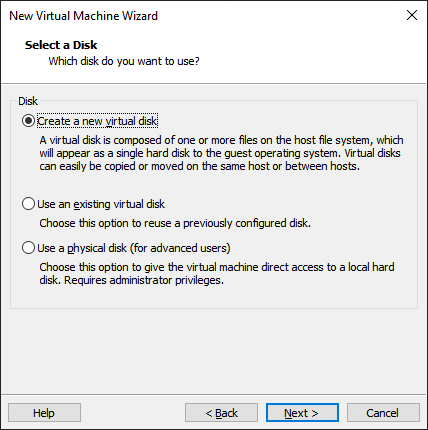 New Virtual Machine Wizard
Select a Disk
Which disk do you want to use?
Disk
Create a new virtual disk
A virtual disk is composed of one or more files on the host file system, which
will appear as a single hard disk to the guest operating system. Virtual disks
can easily be copied or moved on the same host or between hosts.
Use an existing virtual disk
Choose this option to reuse a previously configured disk.
Use a physical disk (for advanced users)
Choose this option to give the virtual machine direct access to a local hard
disk. Requires administrator privileges.
Help
< Back
Next >
Cancel